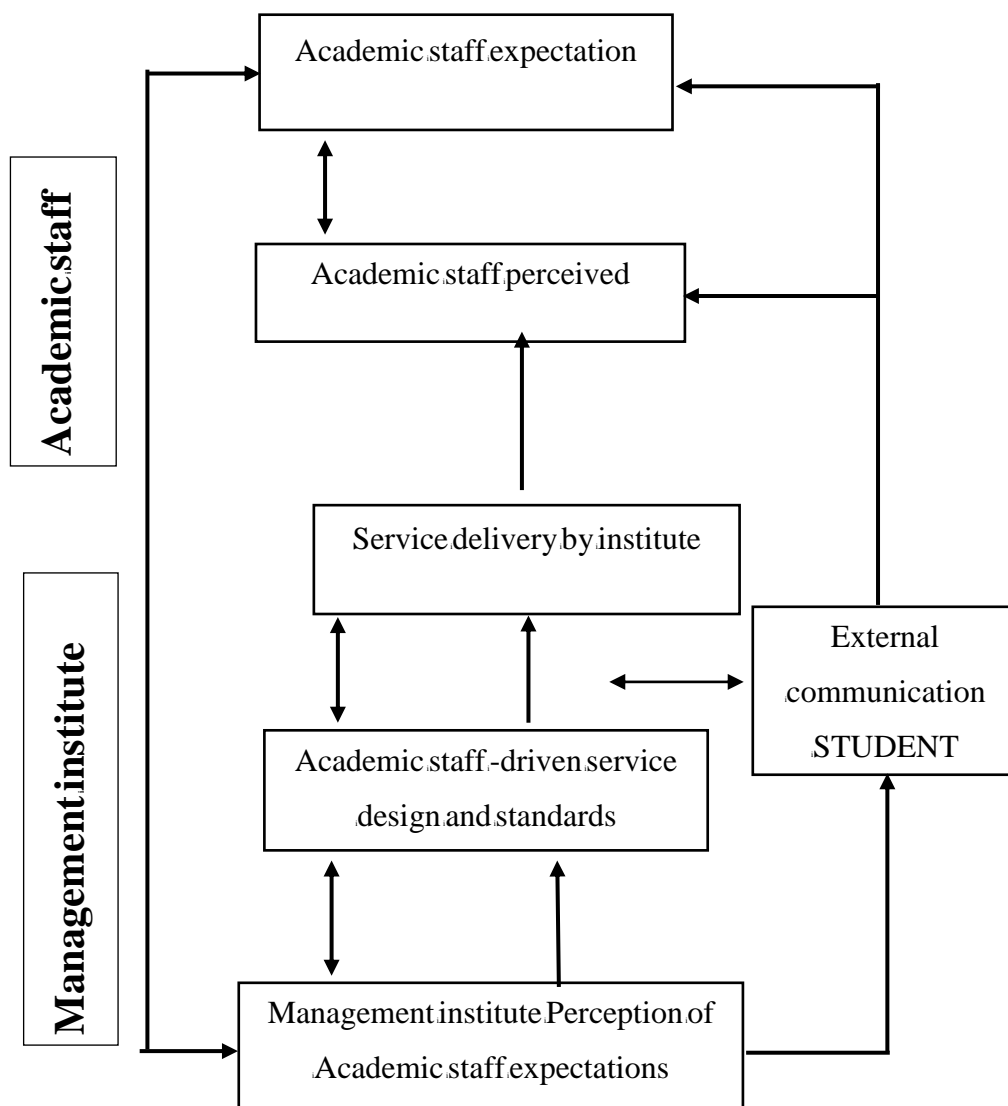 Academic staff expectation
Academic staff
Academic staff perceived
Service delivery by institute
Management institute
External
communication
STUDENT
Academic staff -driven service
design and standards
Management institute Perception of
Academic staff expectations